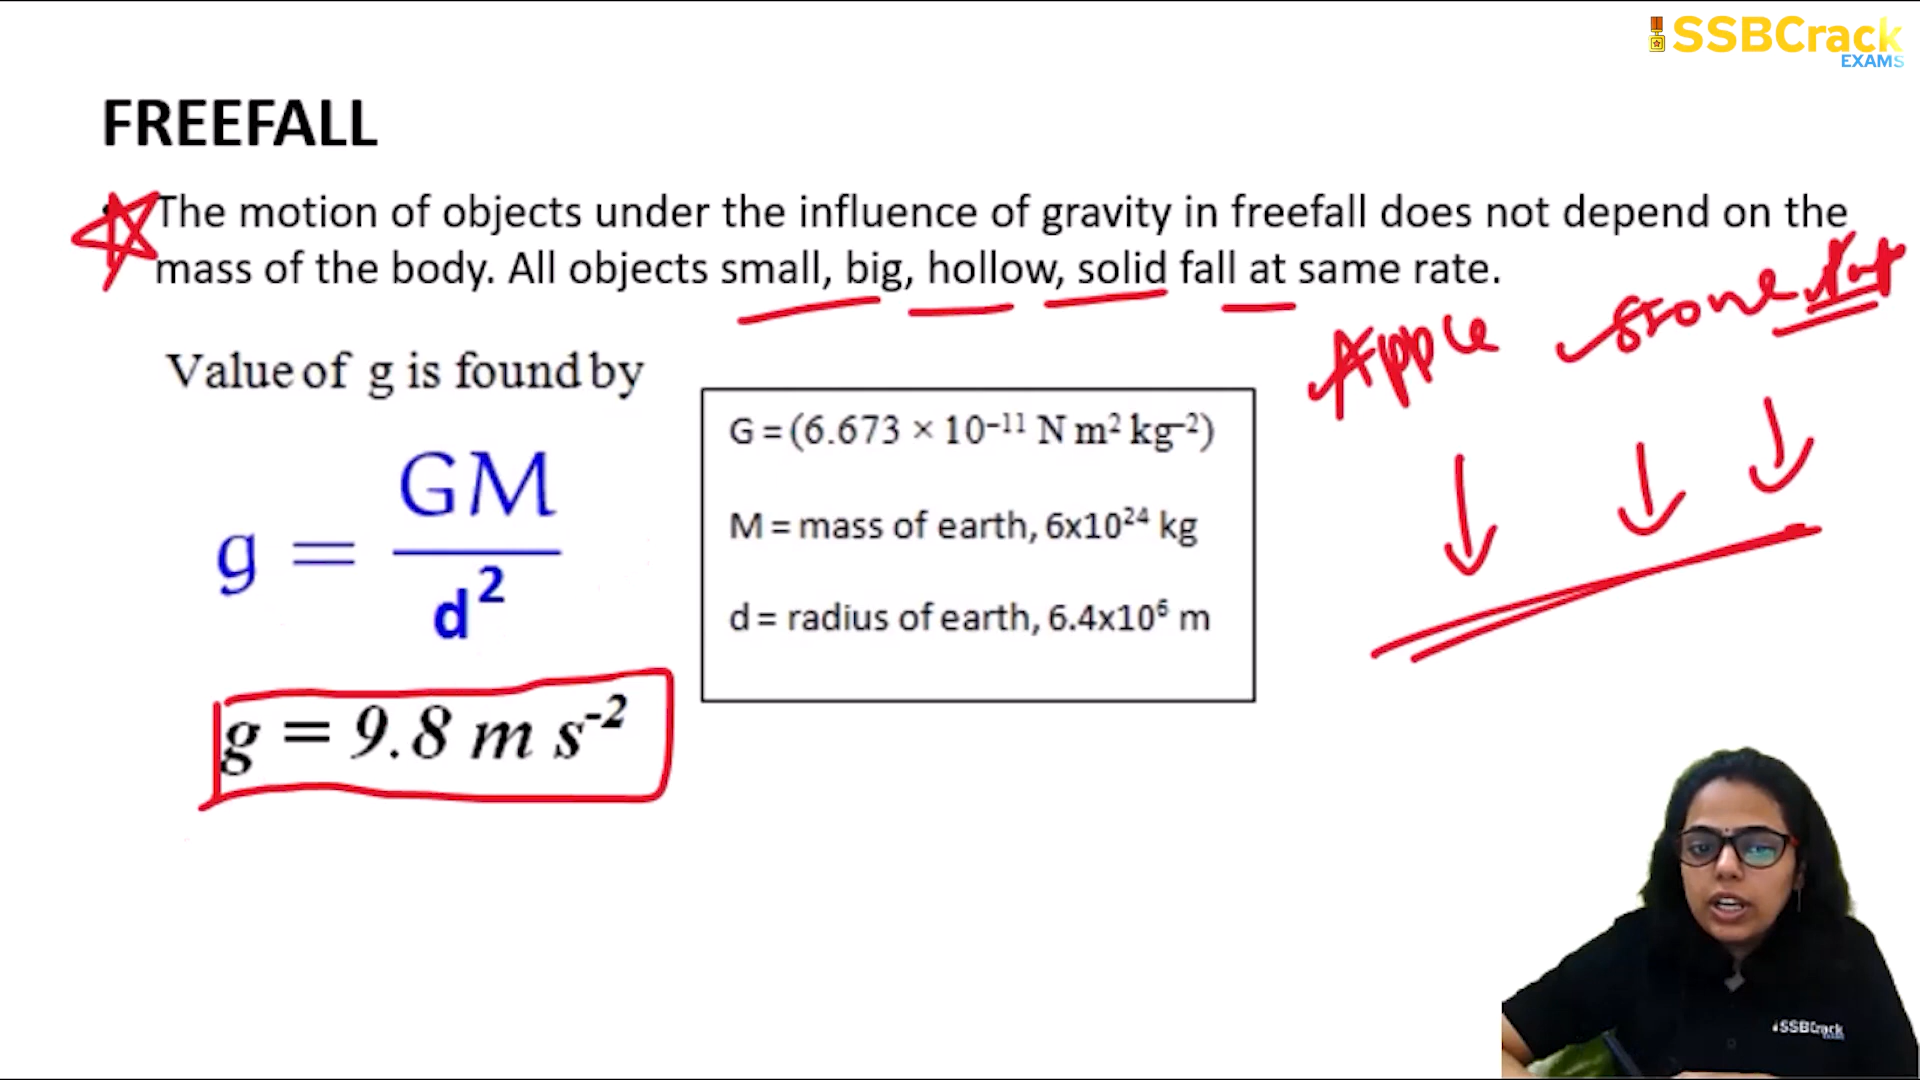 SSBCrack
EXAMS
FREEFALL
The motion of objects under the influence of gravity in freefall does not depend on the
mass of the body. All objects small, big, hollow, solid fall at same rate.
Apple stone
Value of g is found by
g = GM
d²
G = (6.673 × 10⁻¹¹ N m² kg⁻²)
M = mass of earth, 6x10²⁴ kg
d = radius of earth, 6.4x10⁶ m
g = 9.8 m s⁻²
SSBCrack
EXAMS